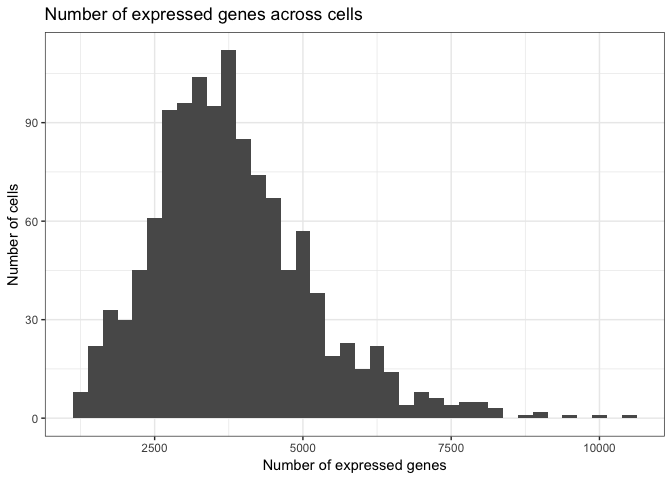 Number of expressed genes across cells
Number of cells
90
60
30
0
2500
5000
7500
10000
Number of expressed genes